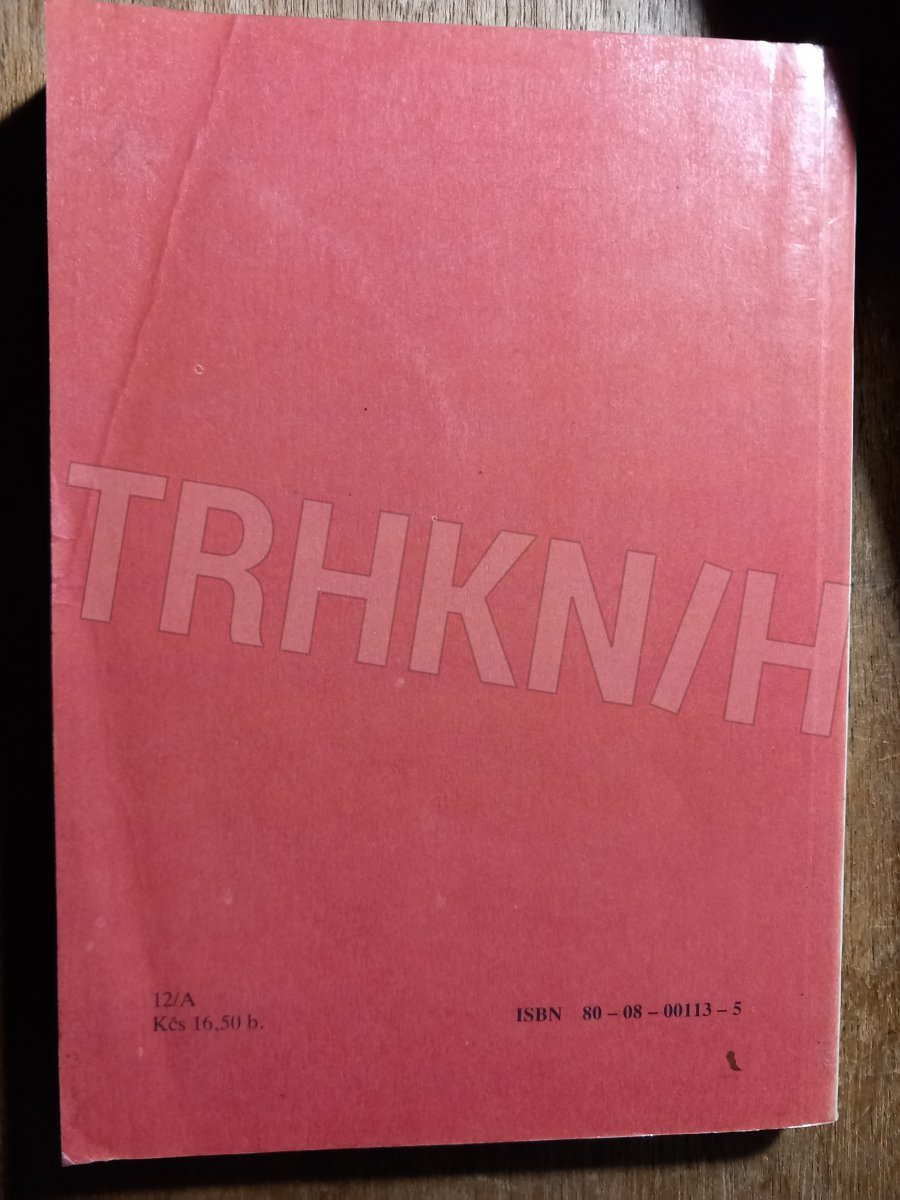 TRHKN/H
12/A
Kčs 16,50 b.
ISBN 80 – 08 – 00113 – 5